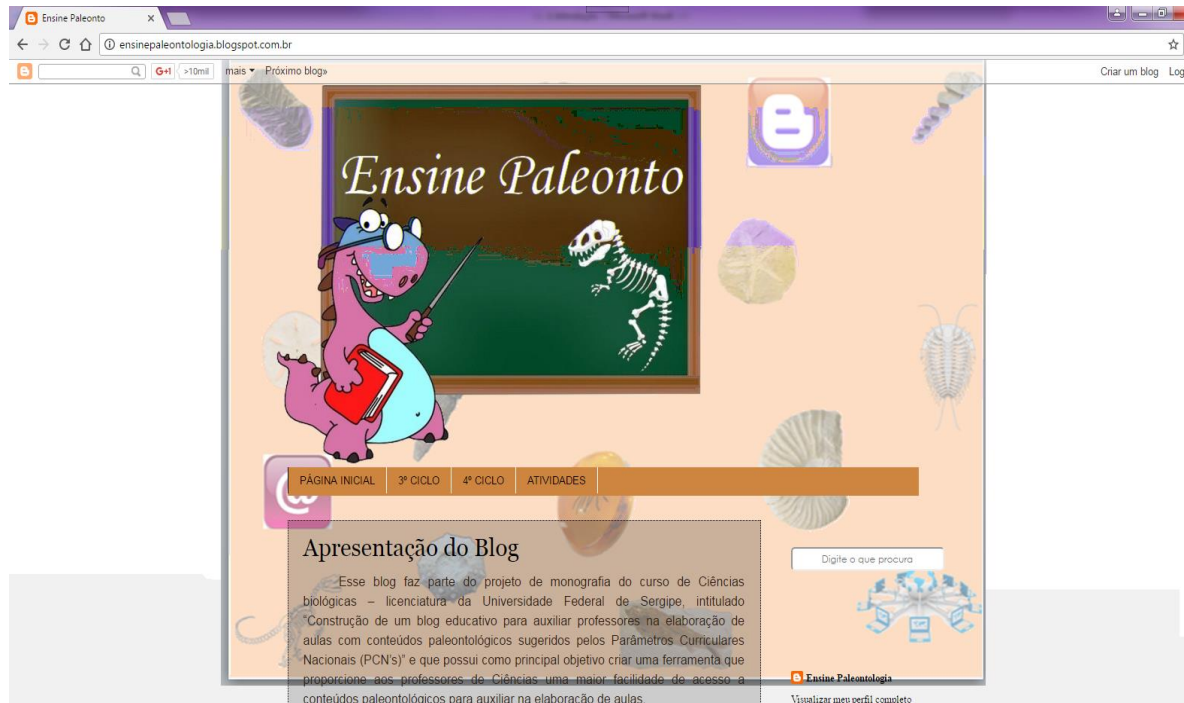 Ensine Paleonto
ensinepaleontologia.blogspot.com.br
G+1 >10mil mais Próximo blog» Criar um blog Log
Ensine Paleonto
PÁGINA INICIAL 3º CICLO 4º CICLO ATIVIDADES
Apresentação do Blog
Esse blog faz parte do projeto de monografia do curso de Ciências
biológicas – licenciatura da Universidade Federal de Sergipe, intitulado
"Construção de um blog educativo para auxiliar professores na elaboração de
aulas com conteúdos paleontológicos sugeridos pelos Parâmetros Curriculares
Nacionais (PCN's)" e que possui como principal objetivo criar uma ferramenta que
proporcione aos professores de Ciências uma maior facilidade de acesso a
conteúdos paleontológicos para auxiliar na elaboração de aulas.
Digite o que procura
Ensine Paleontologia
Visualizar meu perfil completo